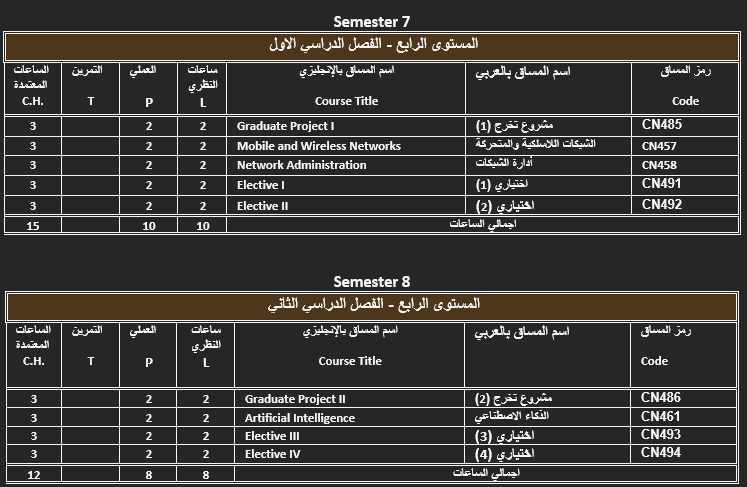 Semester 7
المستوى الرابع - الفصل الدراسي الاول
رمز المساق Code | اسم المساق بالعربي | اسم المساق بالإنجليزي Course Title | ساعات النظري L | العملي P | التمرين T | الساعات المعتمدة C.H.
CN485 | مشروع تخرج (1) | Graduate Project I | 2 | 2 | | 3
CN457 | الشبكات اللاسلكية والمتحركة | Mobile and Wireless Networks | 2 | 2 | | 3
CN458 | أدارة الشبكات | Network Administration | 2 | 2 | | 3
CN491 | اختياري (1) | Elective I | 2 | 2 | | 3
CN492 | اختياري (2) | Elective II | 2 | 2 | | 3
اجمالي الساعات | 10 | 10 | | 15
Semester 8
المستوى الرابع - الفصل الدراسي الثاني
رمز المساق Code | اسم المساق بالعربي | اسم المساق بالإنجليزي Course Title | ساعات النظري L | العملي P | التمرين T | الساعات المعتمدة C.H.
CN486 | مشروع تخرج (2) | Graduate Project II | 2 | 2 | | 3
CN461 | الذكاء الاصطناعي | Artificial Intelligence | 2 | 2 | | 3
CN493 | اختياري (3) | Elective III | 2 | 2 | | 3
CN494 | اختياري (4) | Elective IV | 2 | 2 | | 3
اجمالي الساعات | 8 | 8 | | 12